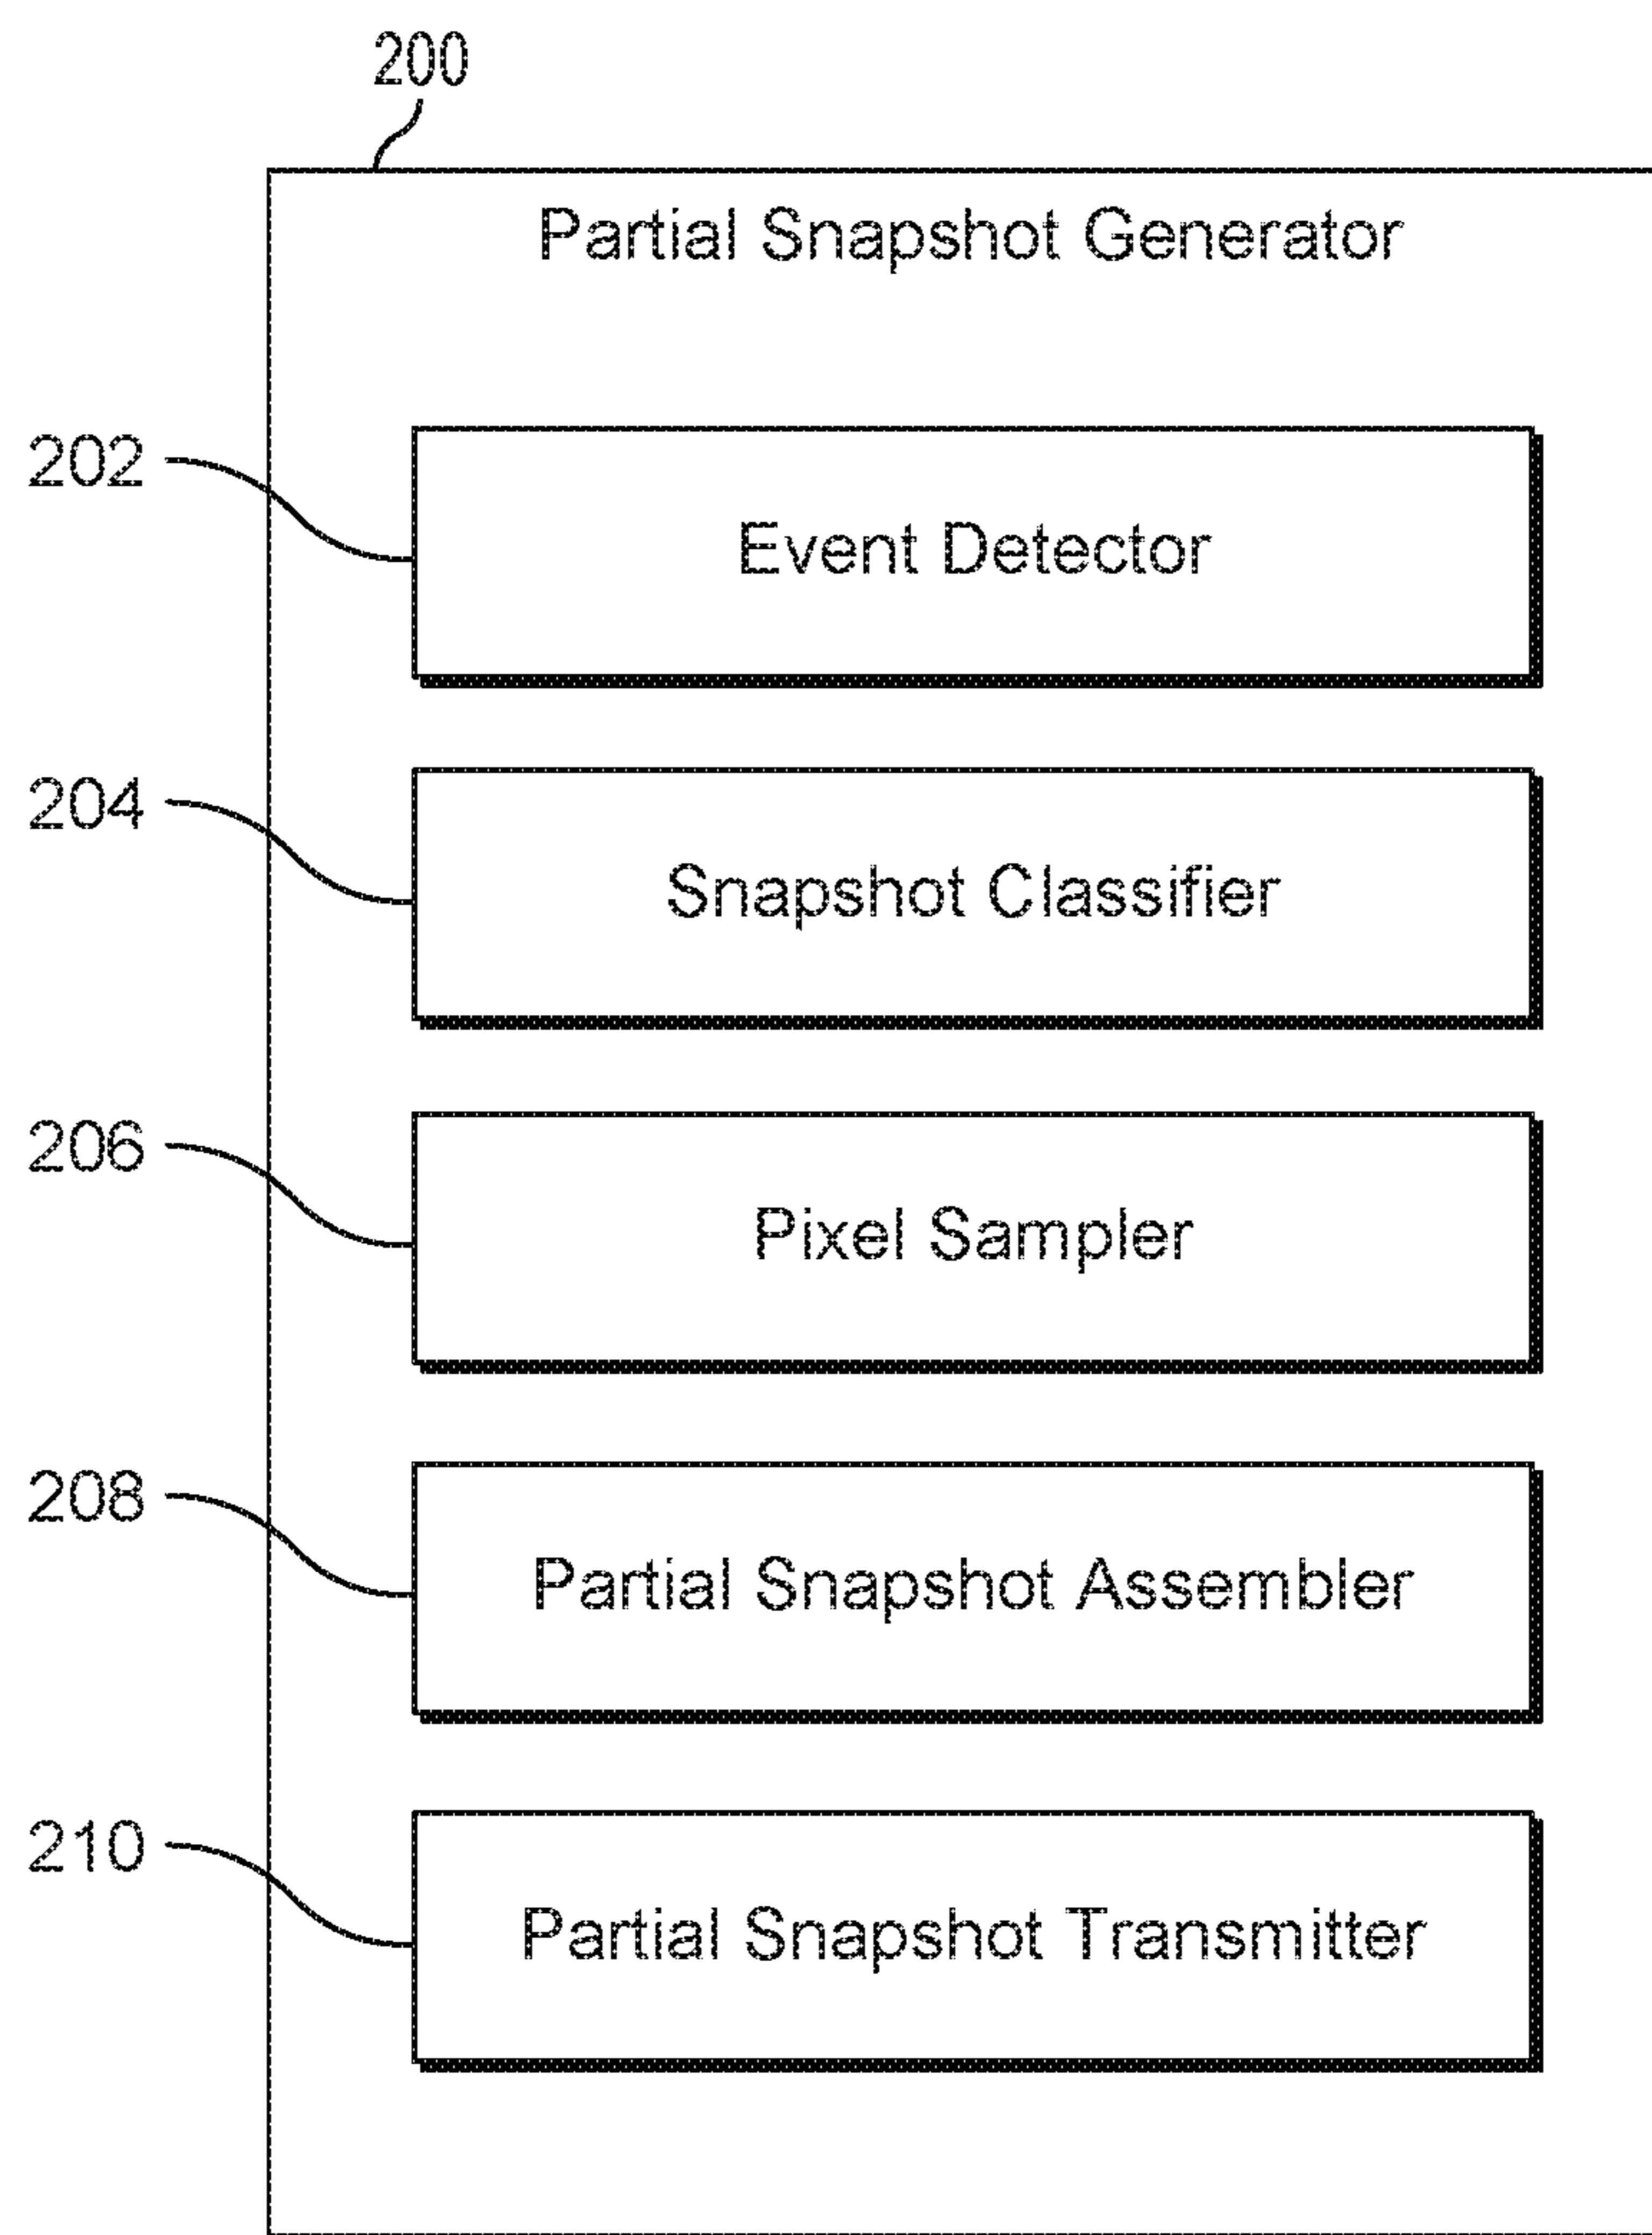 200
Partial Snapshot Generator
202
Event Detector
204
Snapshot Classifier
206
Pixel Sampler
208
Partial Snapshot Assembler
210
Partial Snapshot Transmitter